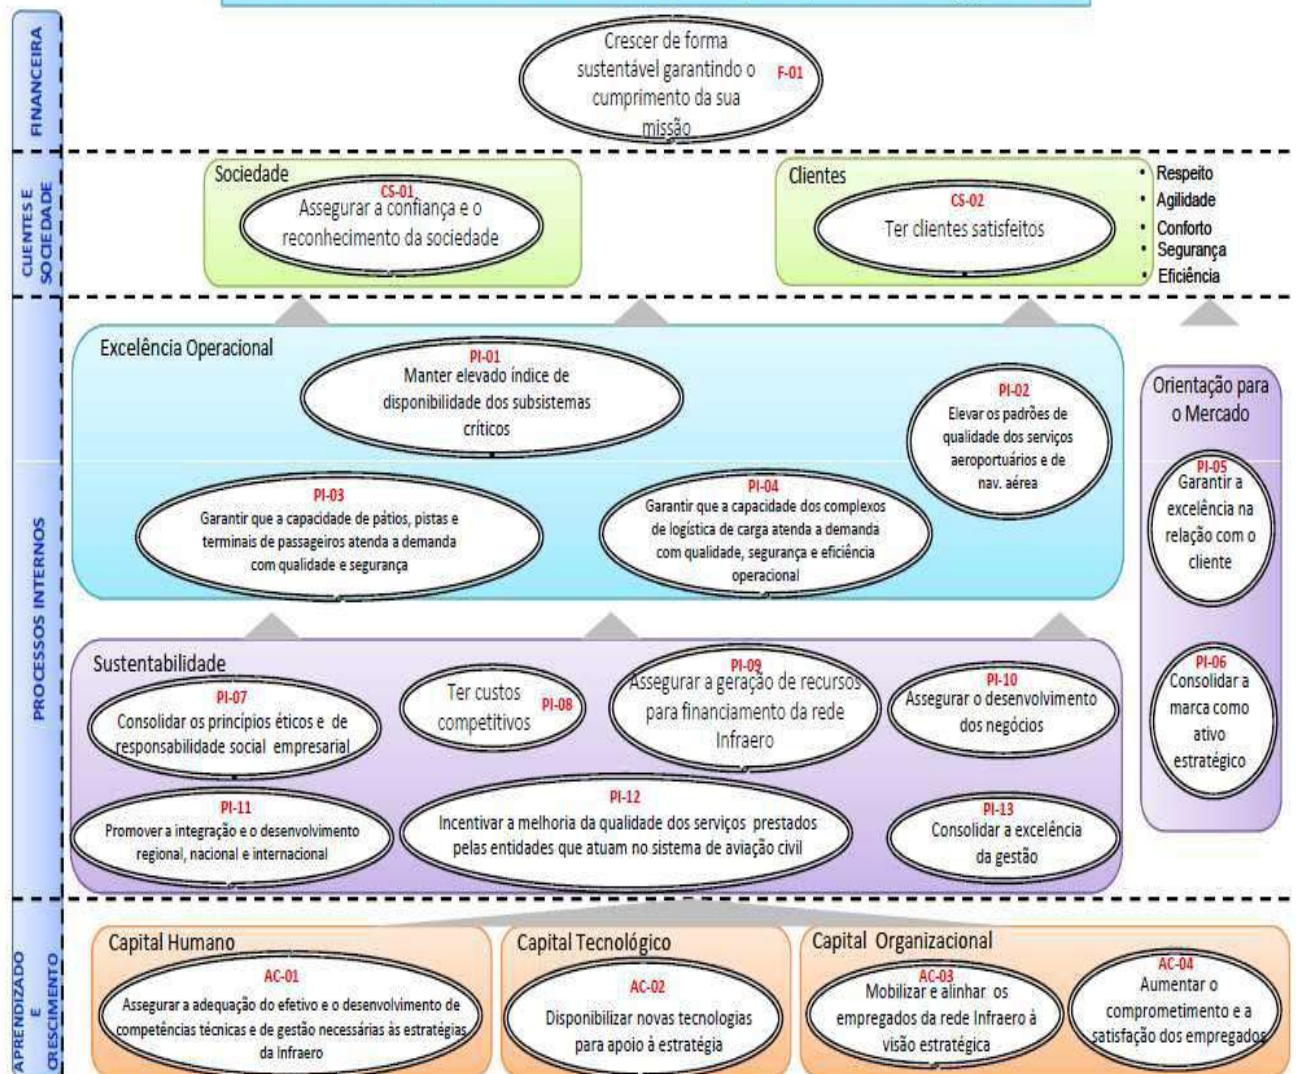 FINANCEIRA
Crescer de forma
sustentável garantindo o
cumprimento da sua
missão
F-01
CLIENTES E
SOCIEDADE
Sociedade
CS-01
Assegurar a confiança e o
reconhecimento da sociedade
Clientes
CS-02
Ter clientes satisfeitos
• Respeito
• Agilidade
• Conforto
• Segurança
• Eficiência
PROCESSOS INTERNOS
Excelência Operacional
PI-01
Manter elevado índice de
disponibilidade dos subsistemas
críticos
PI-02
Elevar os padrões de
qualidade dos serviços
aeroportuários e de
nav. aérea
PI-03
Garantir que a capacidade de pátios, pistas e
terminais de passageiros atenda a demanda
com qualidade e segurança
PI-04
Garantir que a capacidade dos complexos
de logística de carga atenda a demanda
com qualidade, segurança e eficiência
operacional
Orientação para
o Mercado
PI-05
Garantir a
excelência na
relação com o
cliente
PI-06
Consolidar a
marca como
ativo
estratégico
Sustentabilidade
PI-07
Consolidar os princípios éticos e de
responsabilidade social empresarial
Ter custos
competitivos
PI-08
PI-09
Assegurar a geração de recursos
para financiamento da rede
Infraero
PI-10
Assegurar o desenvolvimento
dos negócios
PI-11
Promover a integração e o desenvolvimento
regional, nacional e internacional
PI-12
Incentivar a melhoria da qualidade dos serviços prestados
pelas entidades que atuam no sistema de aviação civil
PI-13
Consolidar a excelência
da gestão
APRENDIZADO
E
CRESCIMENTO
Capital Humano
AC-01
Assegurar a adequação do efetivo e o desenvolvimento de
competências técnicas e de gestão necessárias às estratégias
da Infraero
Capital Tecnológico
AC-02
Disponibilizar novas tecnologias
para apoio à estratégia
Capital Organizacional
AC-03
Mobilizar e alinhar os
empregados da rede Infraero à
visão estratégica
AC-04
Aumentar o
comprometimento e a
satisfação dos empregados